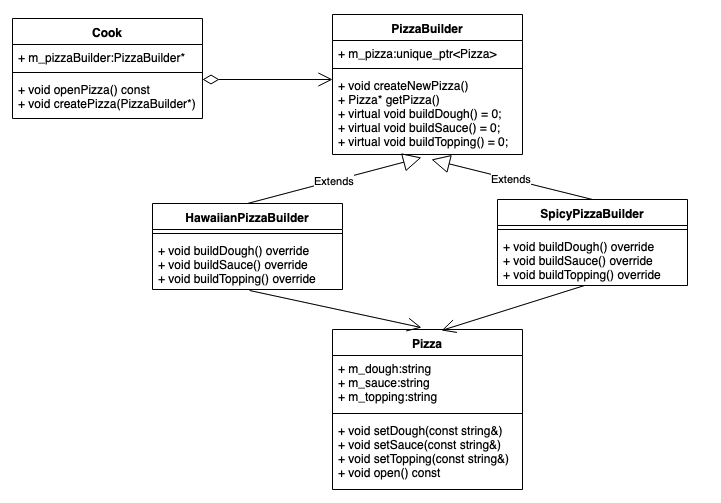 Cook
+ m_pizzaBuilder:PizzaBuilder*
+ void openPizza() const
+ void createPizza(PizzaBuilder*)
PizzaBuilder
+ m_pizza:unique_ptr<Pizza>
+ void createNewPizza()
+ Pizza* getPizza()
+ virtual void buildDough() = 0;
+ virtual void buildSauce() = 0;
+ virtual void buildTopping() = 0;
Extends
Extends
HawaiianPizzaBuilder
+ void buildDough() override
+ void buildSauce() override
+ void buildTopping() override
SpicyPizzaBuilder
+ void buildDough() override
+ void buildSauce() override
+ void buildTopping() override
Pizza
+ m_dough:string
+ m_sauce:string
+ m_topping:string
+ void setDough(const string&)
+ void setSauce(const string&)
+ void setTopping(const string&)
+ void open() const